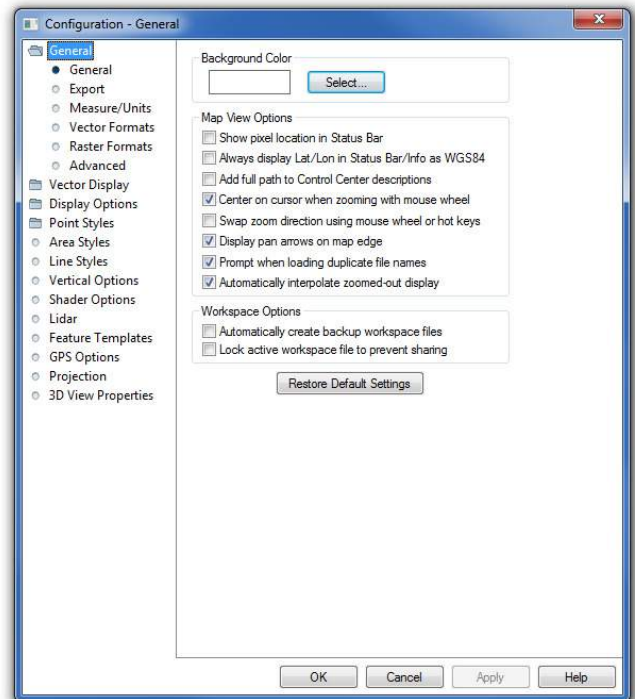 Configuration - General
General
General
Export
Measure/Units
Vector Formats
Raster Formats
Advanced
Vector Display
Display Options
Point Styles
Area Styles
Line Styles
Vertical Options
Shader Options
Lidar
Feature Templates
GPS Options
Projection
3D View Properties
Background Color
Select...
Map View Options
Show pixel location in Status Bar
Always display Lat/Lon in Status Bar/Info as WGS84
Add full path to Control Center descriptions
Center on cursor when zooming with mouse wheel
Swap zoom direction using mouse wheel or hot keys
Display pan arrows on map edge
Prompt when loading duplicate file names
Automatically interpolate zoomed-out display
Workspace Options
Automatically create backup workspace files
Lock active workspace file to prevent sharing
Restore Default Settings
OK
Cancel
Apply
Help